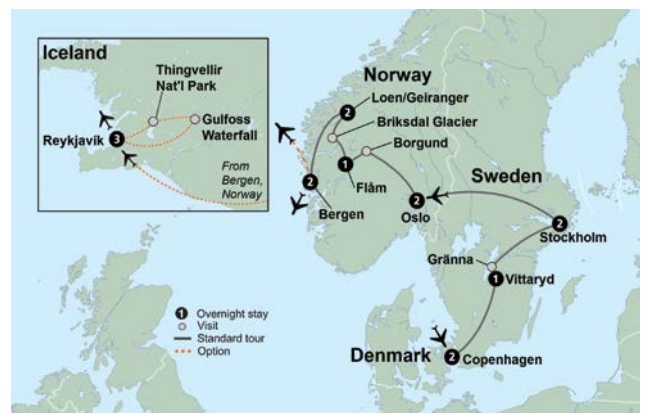 Iceland
Thingvellir
Nat'l Park
Gulfoss
Waterfall
Reykjavík
3
From
Bergen,
Norway
Norway
2
Loen/Geiranger
Briksdal Glacier
Borgund
1
Flåm
2
Bergen
2
Oslo
Sweden
2
Stockholm
Gränna
1
Vittaryd
Denmark
2
Copenhagen
1 Overnight stay
Visit
Standard tour
Option